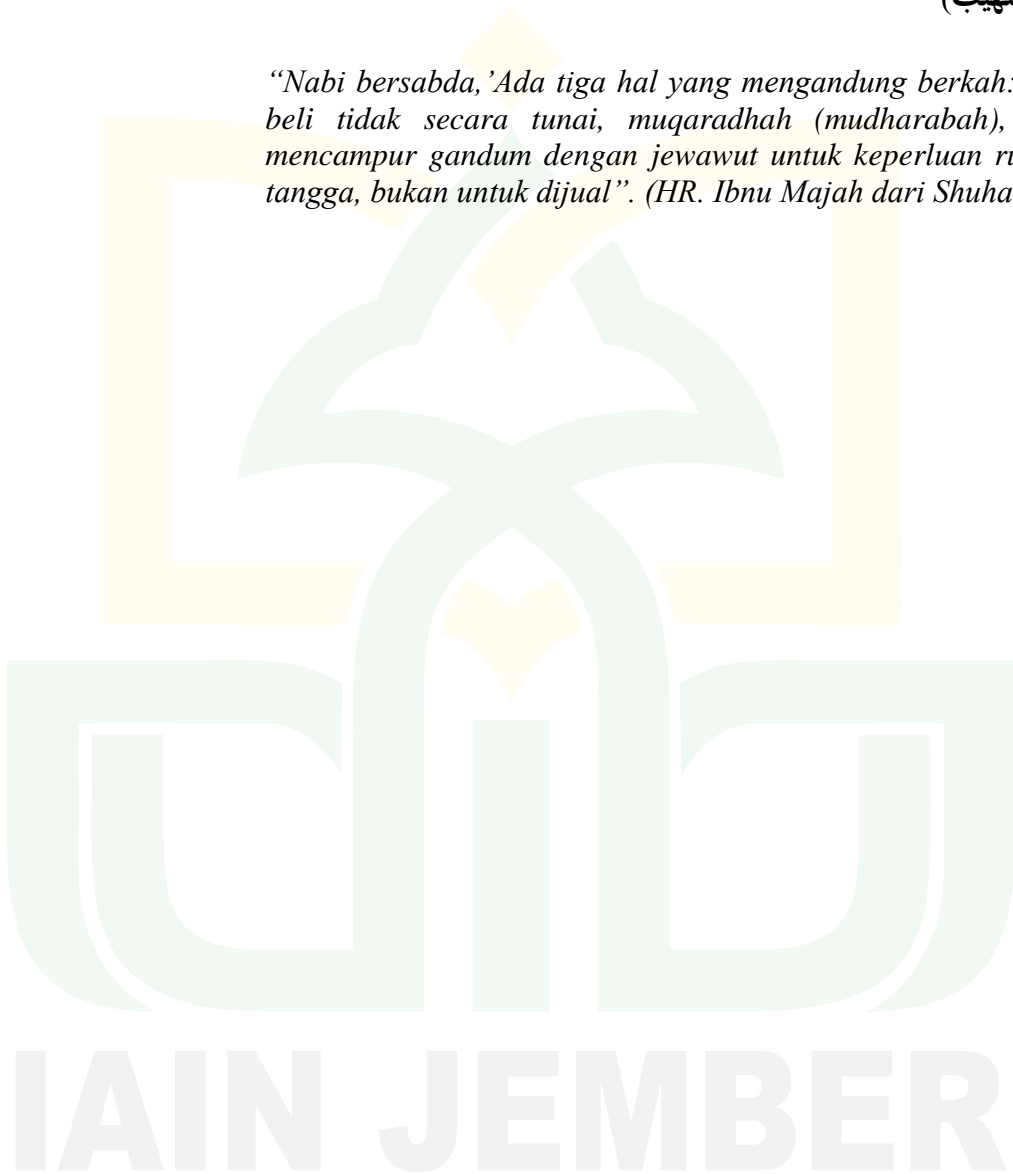 “Nabi bersabda,’Ada tiga hal yang mengandung berkah:
beli tidak secara tunai, muqaradhah (mudharabah),
mencampur gandum dengan jewawut untuk keperluan
tangga, bukan untuk dijual”. (HR. Ibnu Majah dari
IAIN JEMBER